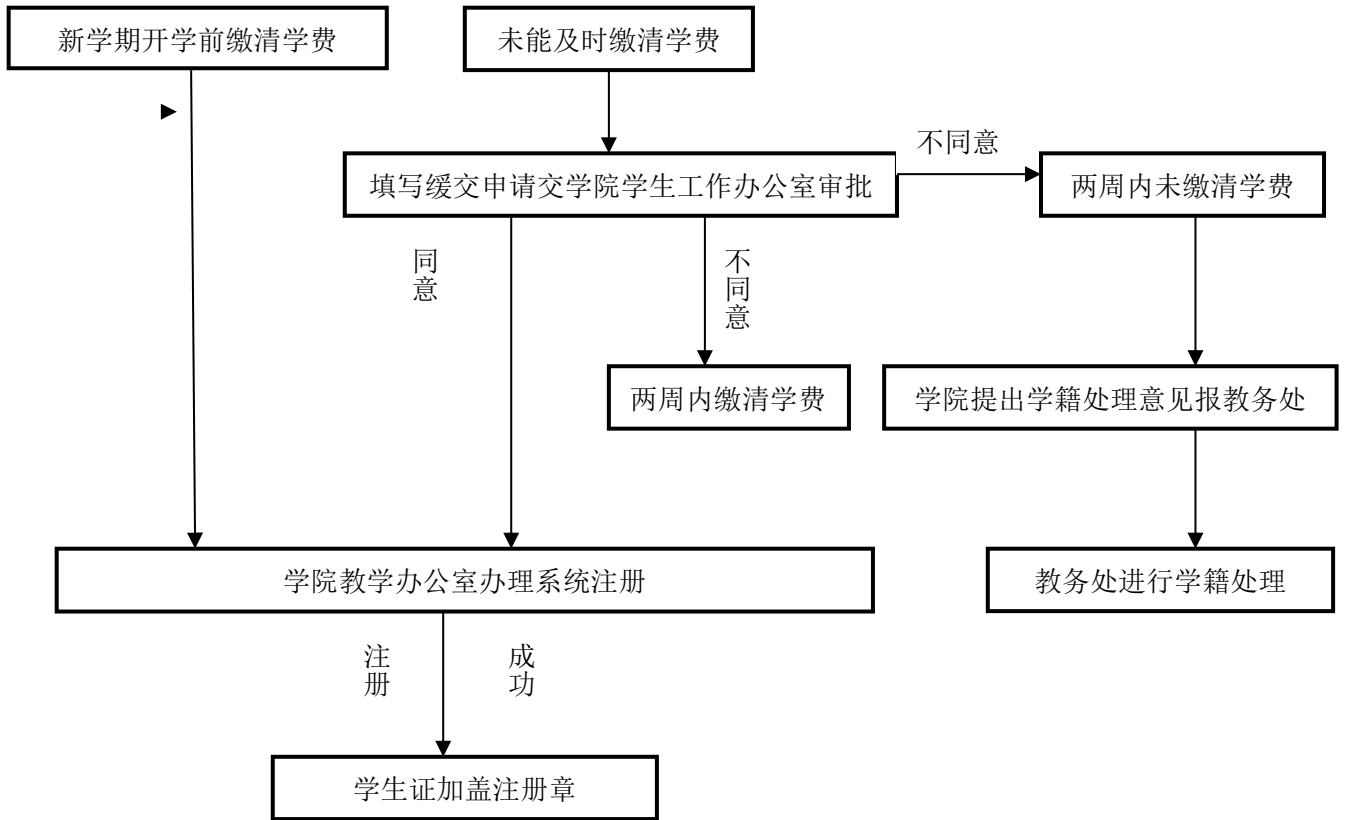 新学期开学前缴清学费
未能及时缴清学费
不同意
填写缓交申请交学院学生工作办公室审批
两周内未缴清学费
同意
不同意
两周内缴清学费
学院提出学籍处理意见报教务处
学院教学办公室办理系统注册
教务处进行学籍处理
注册
成功
学生证加盖注册章